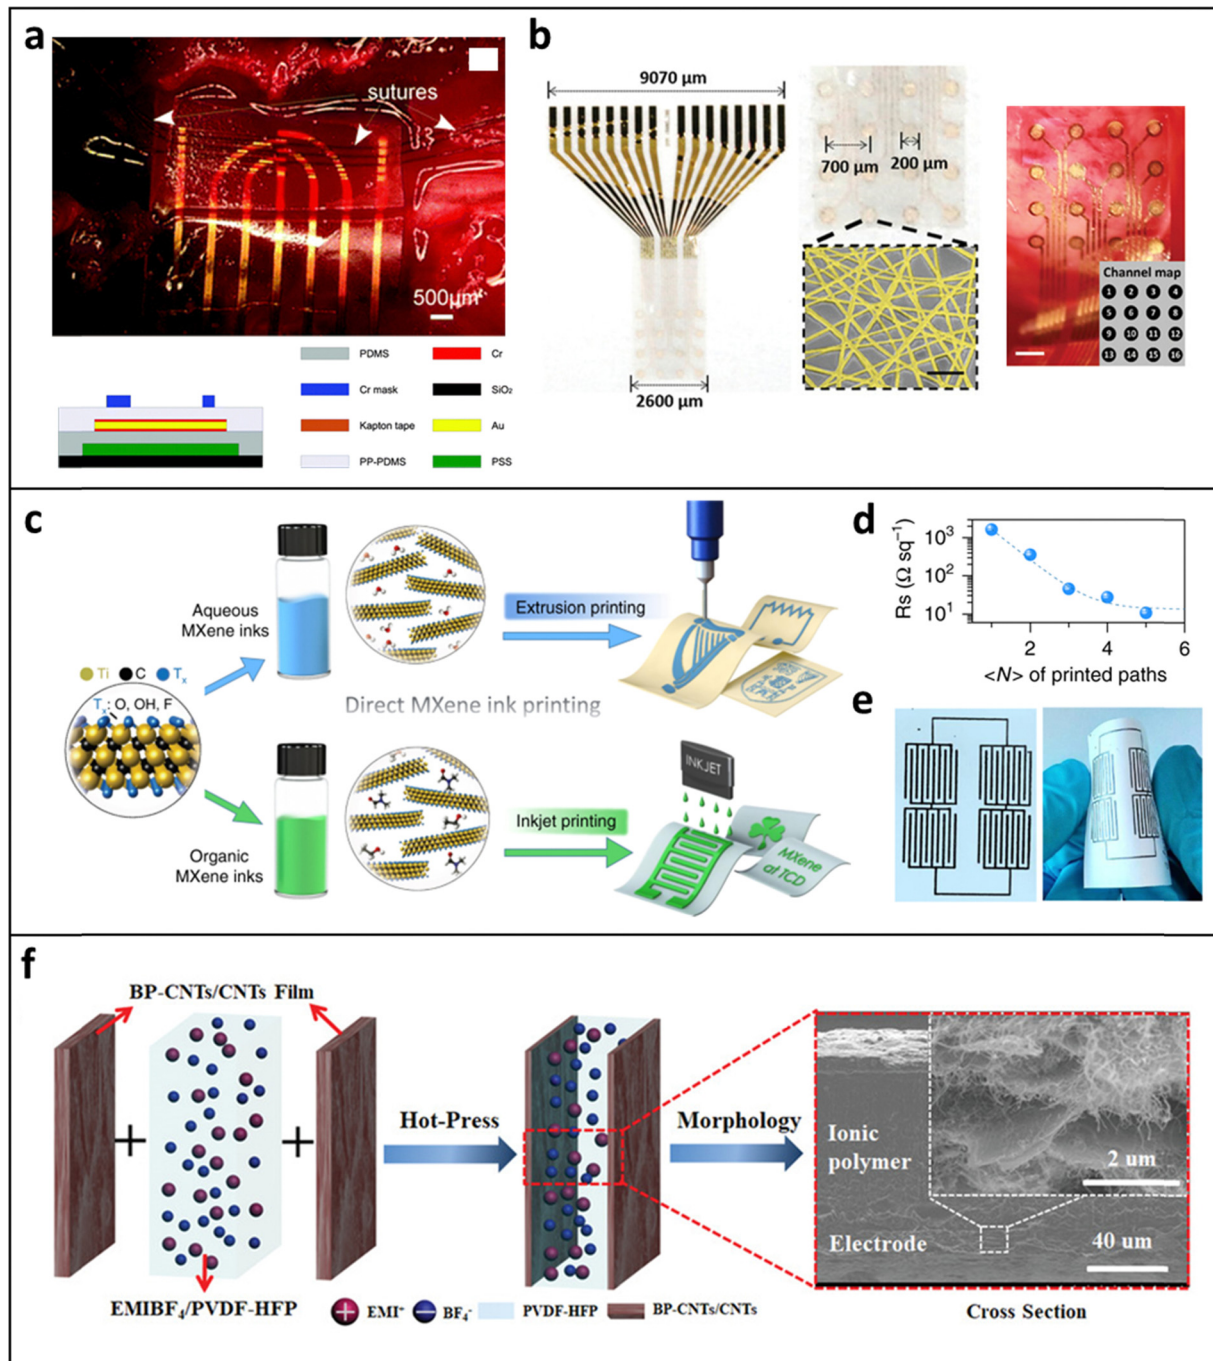 a
sutures
500μm
PDMS
Cr
Cr mask
SiO₂
Kapton tape
Au
PP-PDMS
PSS
b
9070 μm
700 μm
200 μm
2600 μm
Channel map
1 2 3 4
5 6 7 8
9 10 11 12
13 14 15 16
c
Aqueous
MXene inks
Extrusion printing
Ti C Tₓ
Tₓ: O, OH, F
Direct MXene ink printing
INKJET
Inkjet printing
MXene
at TCD
Organic
MXene inks
d
Rs (Ω sq⁻¹)
10³
10²
10¹
2 4 6
<N> of printed paths
e
f
BP-CNTs/CNTs Film
Hot-Press
Morphology
Ionic
polymer
2 um
Electrode
40 um
EMIBF₄/PVDF-HFP
EMI⁺ BF₄⁻ PVDF-HFP BP-CNTs/CNTs
Cross Section